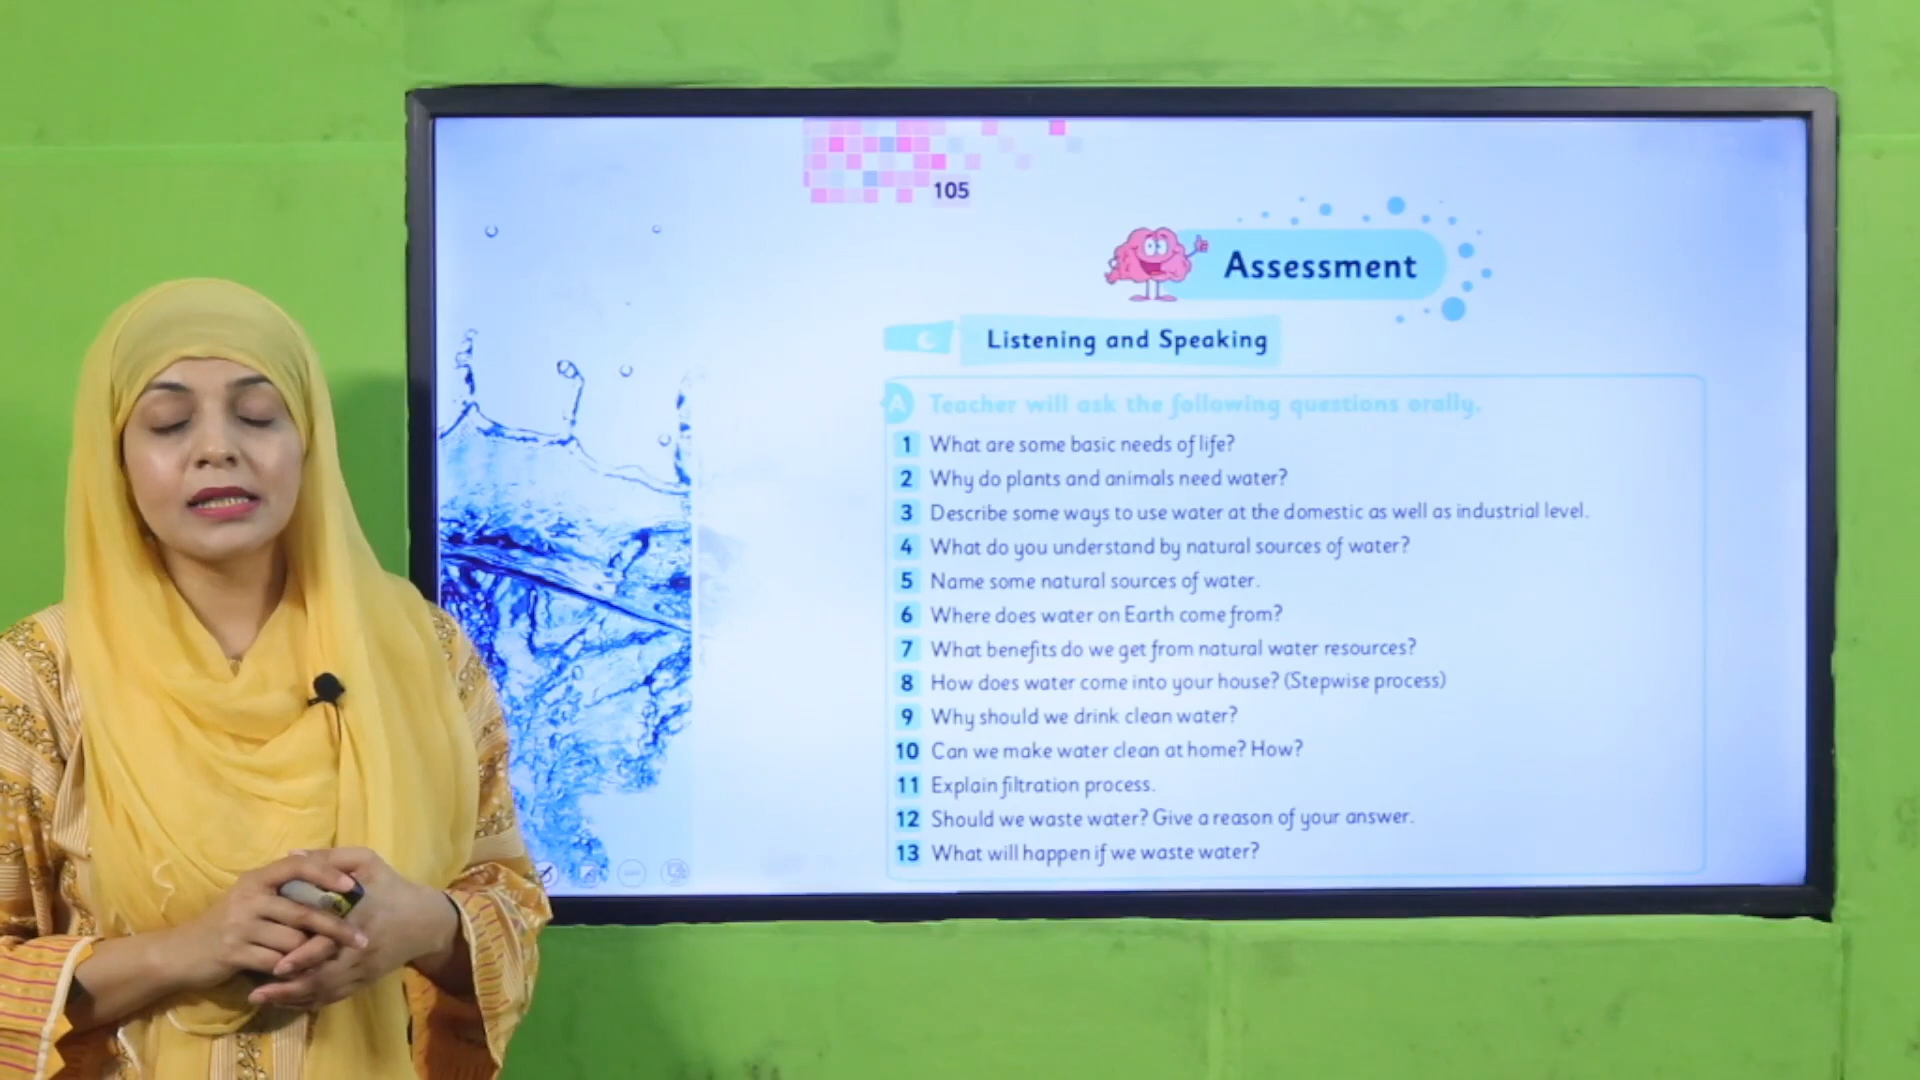 105
Assessment
Listening and Speaking
A Teacher will ask the following questions orally.
1 What are some basic needs of life?
2 Why do plants and animals need water?
3 Describe some ways to use water at the domestic as well as industrial level.
4 What do you understand by natural sources of water?
5 Name some natural sources of water.
6 Where does water on Earth come from?
7 What benefits do we get from natural water resources?
8 How does water come into your house? (Stepwise process)
9 Why should we drink clean water?
10 Can we make water clean at home? How?
11 Explain filtration process.
12 Should we waste water? Give a reason of your answer.
13 What will happen if we waste water?